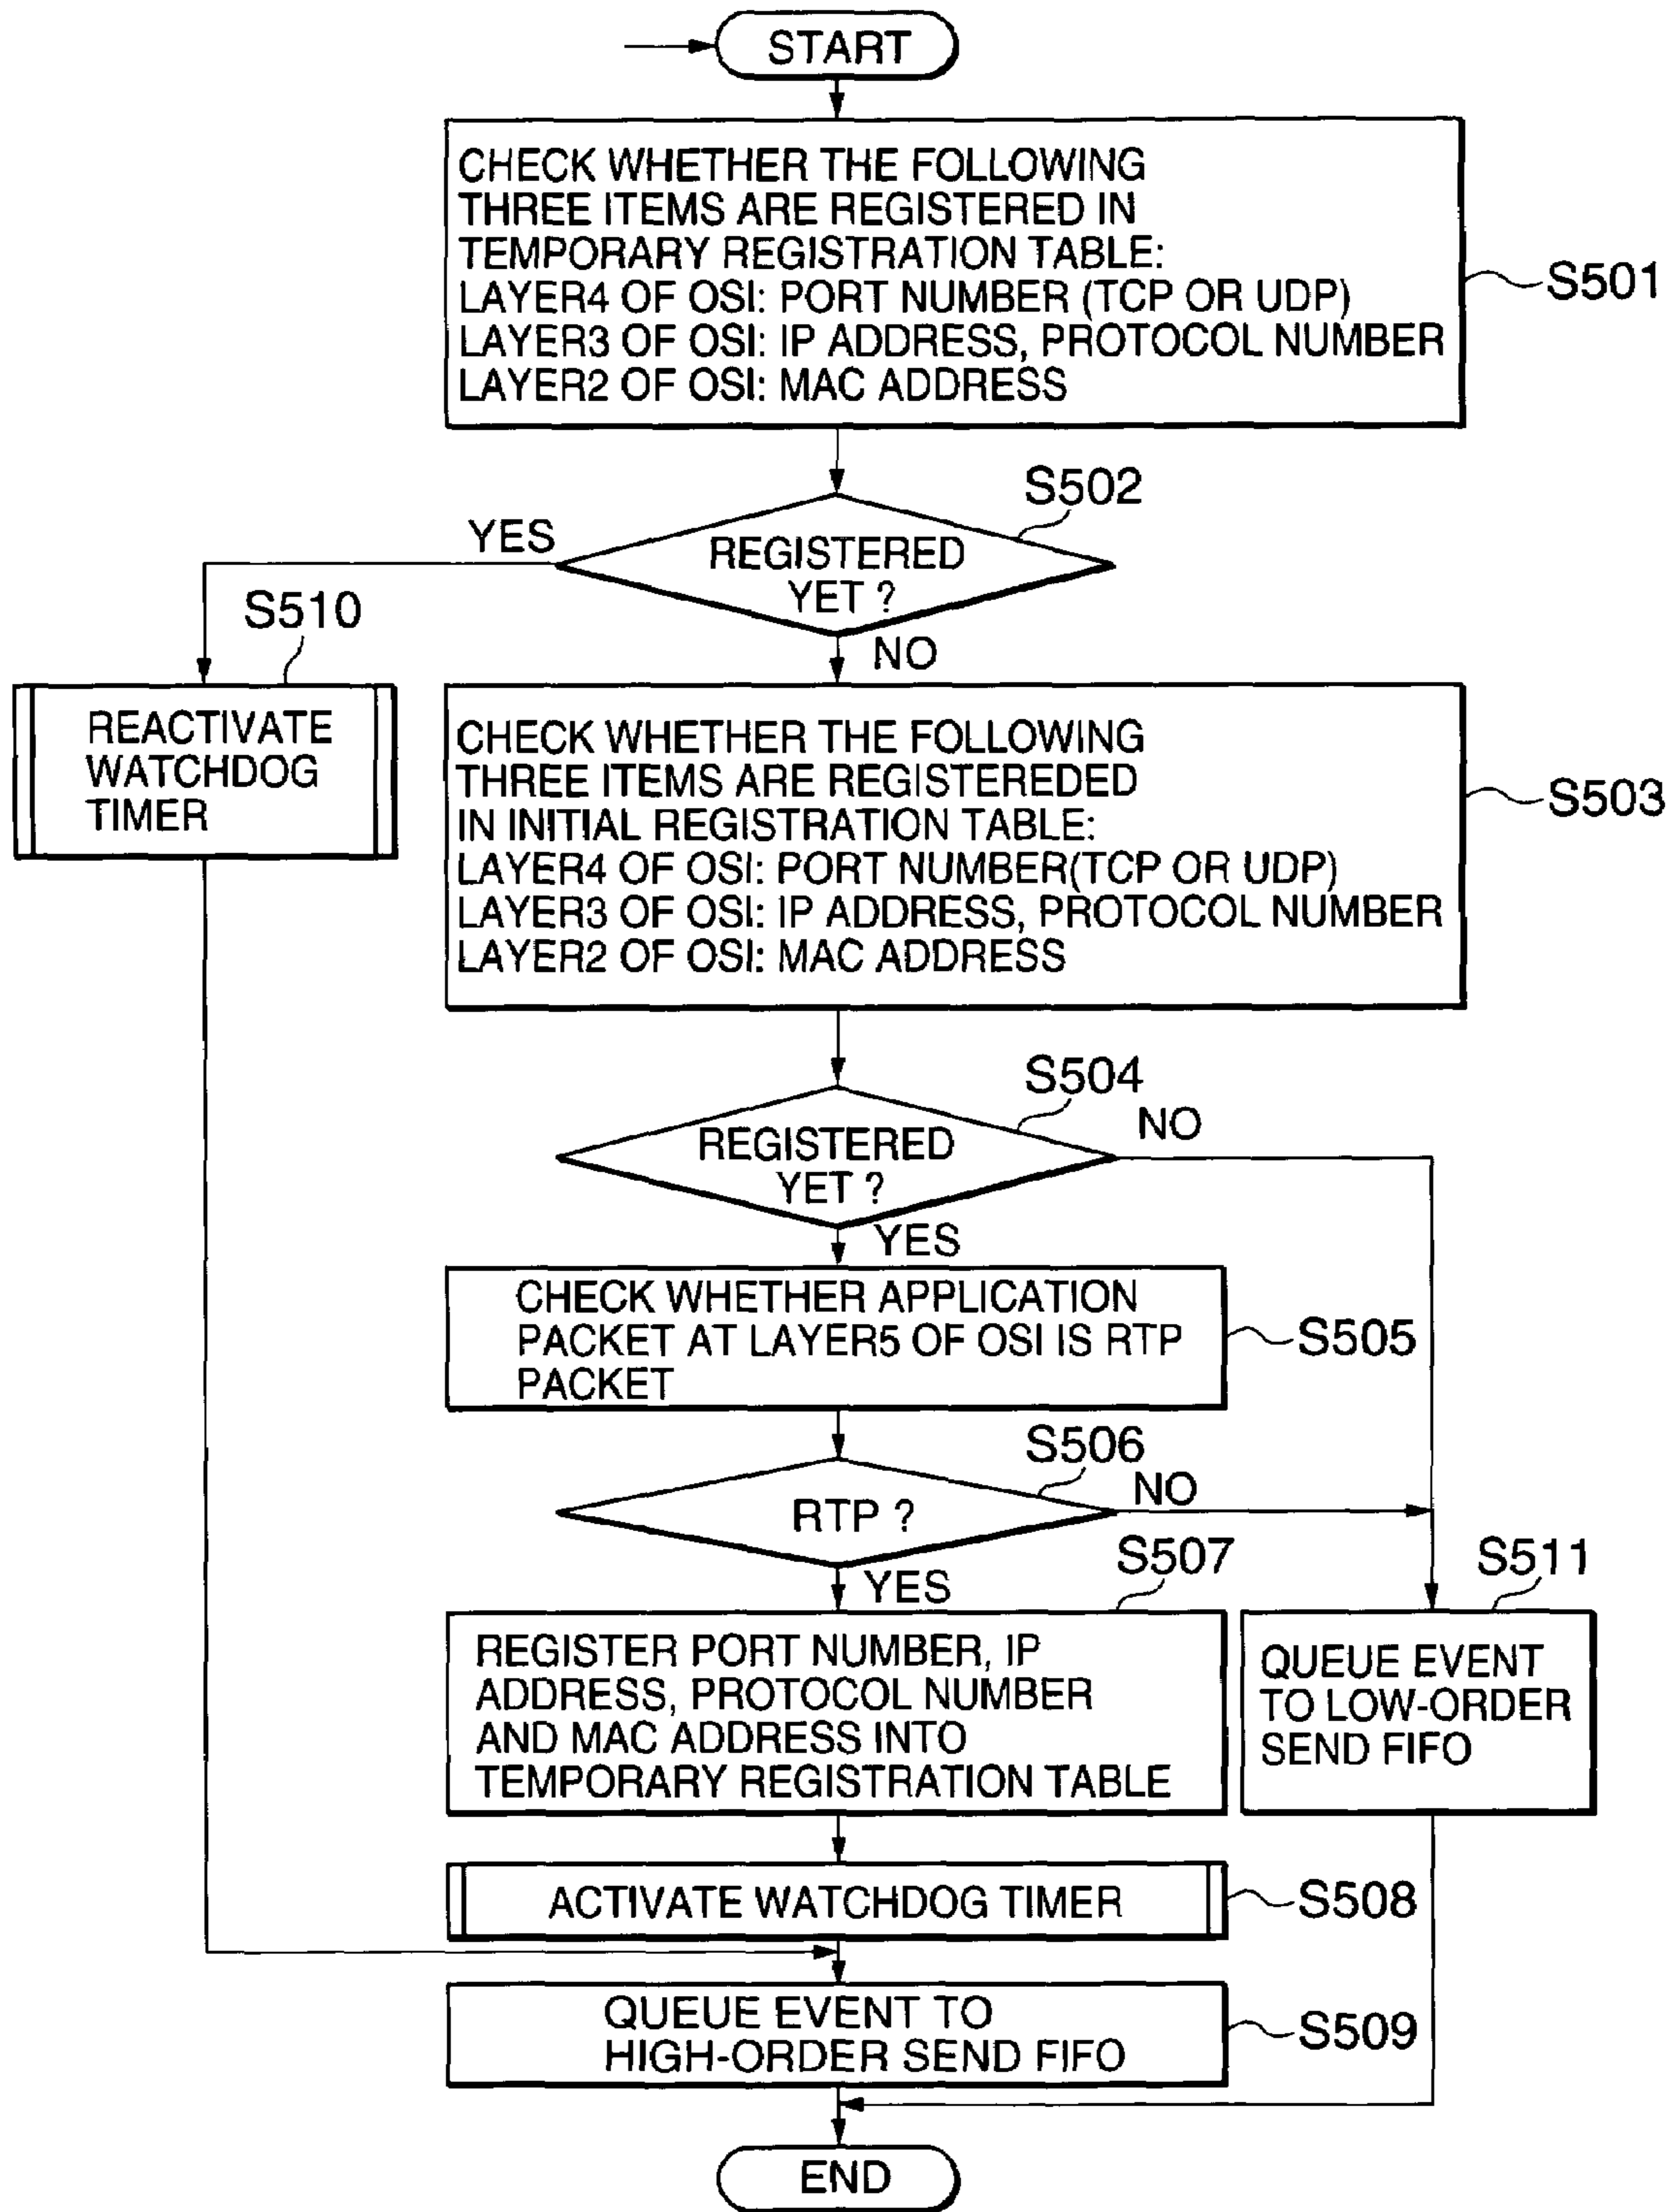 START
CHECK WHETHER THE FOLLOWING
THREE ITEMS ARE REGISTERED IN
TEMPORARY REGISTRATION TABLE:
LAYER4 OF OSI: PORT NUMBER (TCP OR UDP)
LAYER3 OF OSI: IP ADDRESS, PROTOCOL NUMBER
LAYER2 OF OSI: MAC ADDRESS
S501
S502
YES
REGISTERED
YET ?
NO
S510
REACTIVATE
WATCHDOG
TIMER
CHECK WHETHER THE FOLLOWING
THREE ITEMS ARE REGISTEREDED
IN INITIAL REGISTRATION TABLE:
LAYER4 OF OSI: PORT NUMBER(TCP OR UDP)
LAYER3 OF OSI: IP ADDRESS, PROTOCOL NUMBER
LAYER2 OF OSI: MAC ADDRESS
S503
S504
NO
REGISTERED
YET ?
YES
CHECK WHETHER APPLICATION
PACKET AT LAYER5 OF OSI IS RTP
PACKET
S505
S506
NO
RTP ?
YES
S507
S511
REGISTER PORT NUMBER, IP
ADDRESS, PROTOCOL NUMBER
AND MAC ADDRESS INTO
TEMPORARY REGISTRATION TABLE
QUEUE EVENT
TO LOW-ORDER
SEND FIFO
ACTIVATE WATCHDOG TIMER
S508
QUEUE EVENT TO
HIGH-ORDER SEND FIFO
S509
END